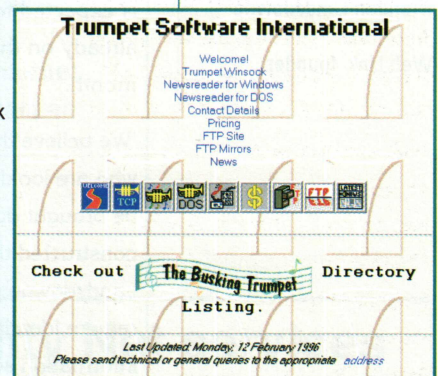 Trumpet Software International
Welcome!
Trumpet Winsock
Newsreader for Windows
Newsreader for DOS
Contact Details
Pricing
FTP Site
FTP Mirrors
News
WELCOME
TCP
DOS
FTP
LATEST
Check out The Busking Trumpet Directory
Listing.
Last Updated: Monday, 12 February 1996
Please send technical or general queries to the appropriate address